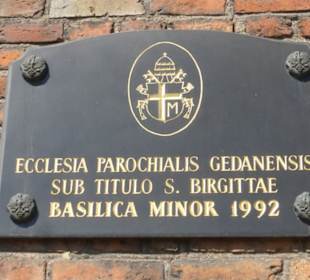 M
ECCLESIA PAROCHIALIS GEDANENSIS
SUB TITULO S. BIRGITTAE
BASILICA MINOR 1992